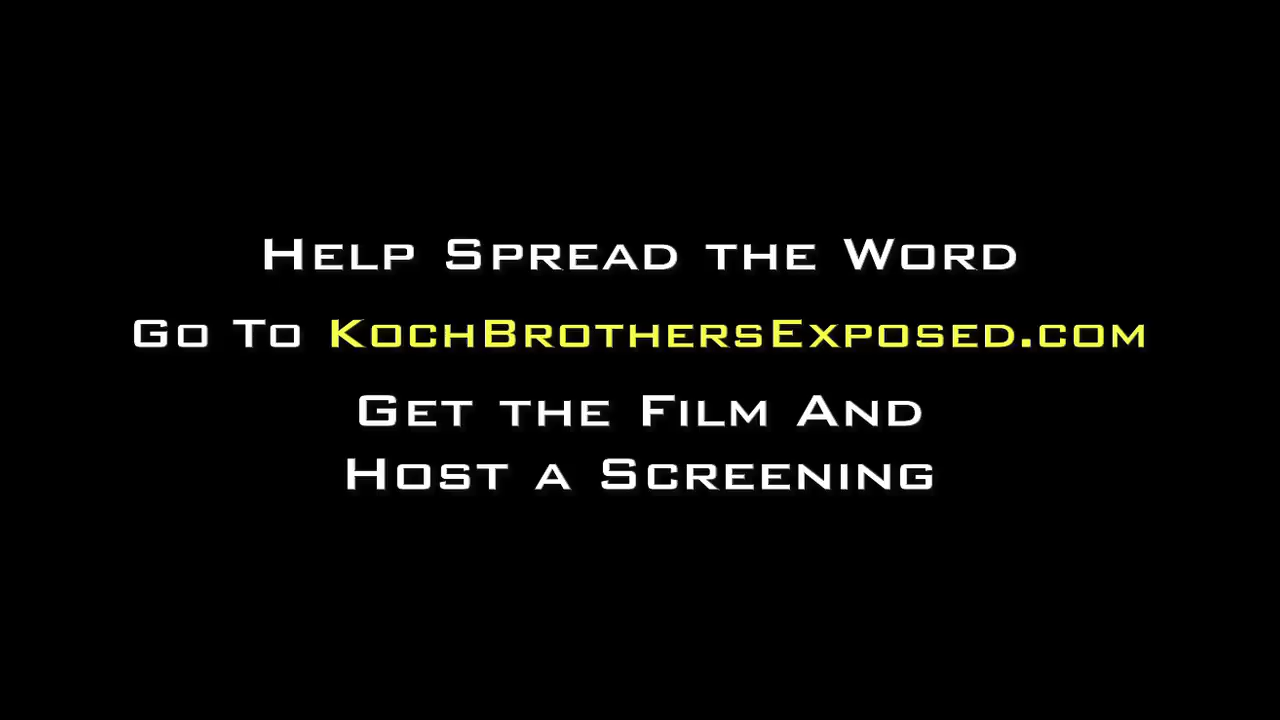 Help Spread the Word
Go To KochBrothersExposed.com
Get the Film And
Host a Screening